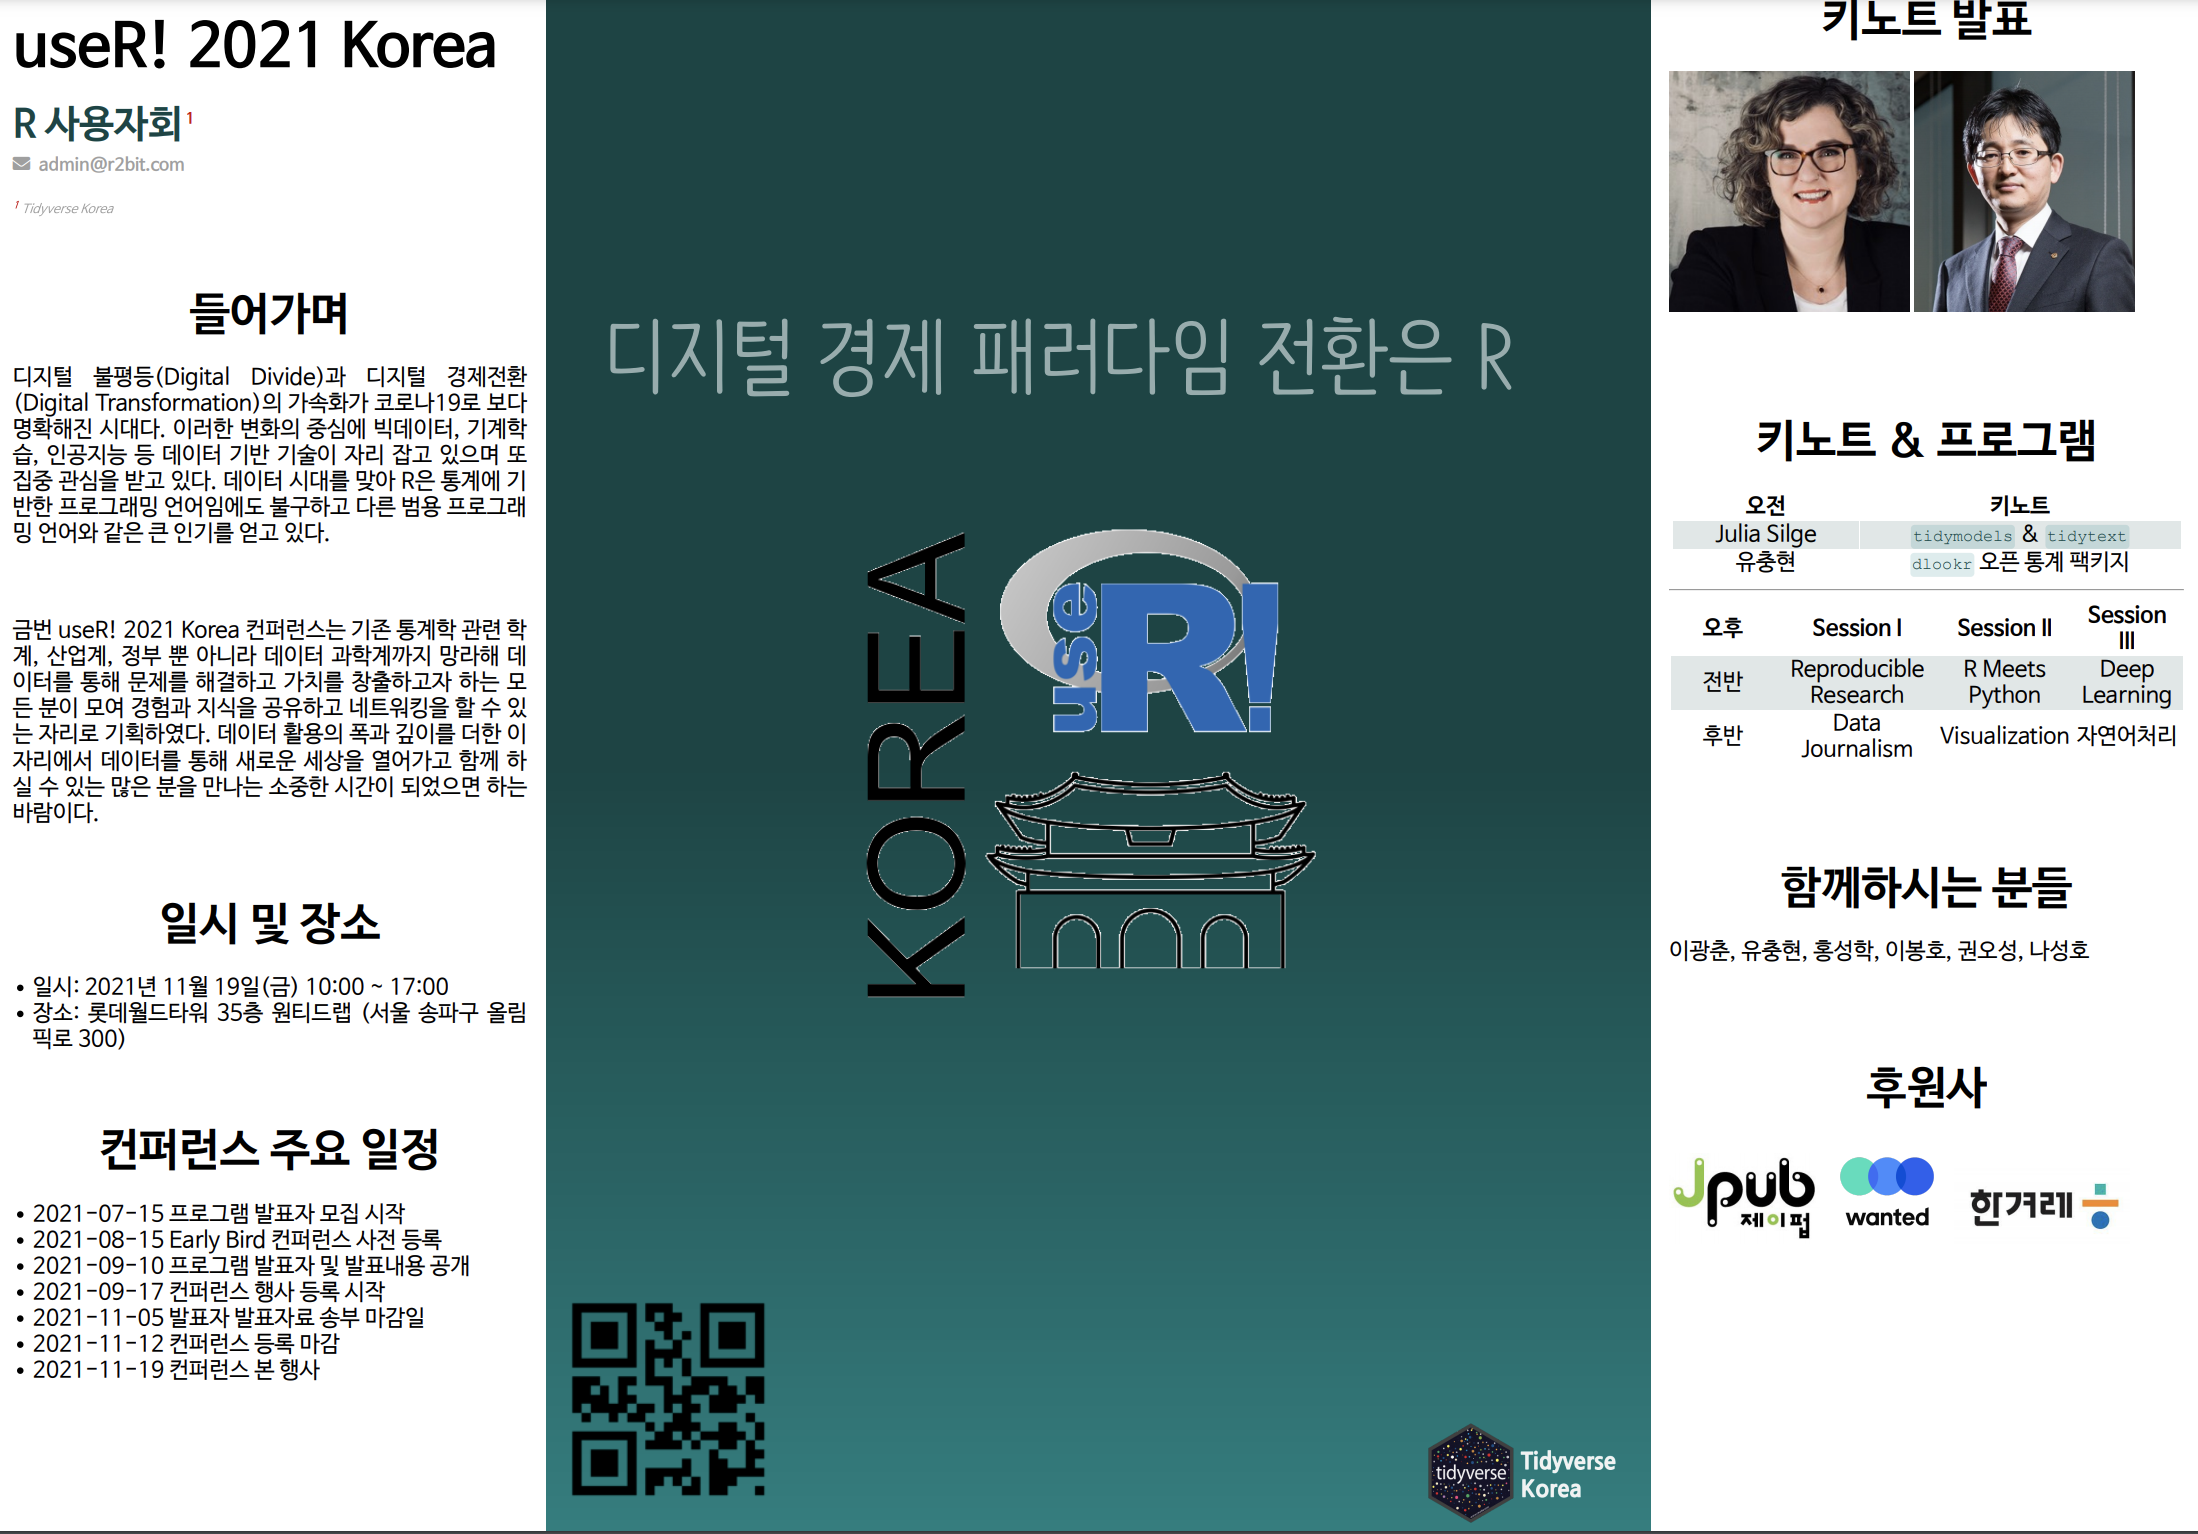 useR! 2021 Korea
R 사용자회¹
admin@r2bit.com
¹ Tidyverse Korea
들어가며
디지털 불평등(Digital Divide)과 디지털 경제전환
(Digital Transformation)의 가속화가 코로나19로 보다
명확해진 시대다. 이러한 변화의 중심에 빅데이터, 기계학
습, 인공지능 등 데이터 기반 기술이 자리 잡고 있으며 또
집중 관심을 받고 있다. 데이터 시대를 맞아 R은 통계에 기
반한 프로그래밍 언어임에도 불구하고 다른 범용 프로그래
밍 언어와 같은 큰 인기를 얻고 있다.
금번 useR! 2021 Korea 컨퍼런스는 기존 통계학 관련 학
계, 산업계, 정부 뿐 아니라 데이터 과학계까지 망라해 데
이터를 통해 문제를 해결하고 가치를 창출하고자 하는 모
든 분이 모여 경험과 지식을 공유하고 네트워킹을 할 수 있
는 자리로 기획하였다. 데이터 활용의 폭과 깊이를 더한 이
자리에서 데이터를 통해 새로운 세상을 열어가고 함께 하
실 수 있는 많은 분을 만나는 소중한 시간이 되었으면 하는
바람이다.
일시 및 장소
• 일시: 2021년 11월 19일(금) 10:00 ~ 17:00
• 장소: 롯데월드타워 35층 원티드랩 (서울 송파구 올림
픽로 300)
컨퍼런스 주요 일정
• 2021-07-15 프로그램 발표자 모집 시작
• 2021-08-15 Early Bird 컨퍼런스 사전 등록
• 2021-09-10 프로그램 발표자 및 발표내용 공개
• 2021-09-17 컨퍼런스 행사 등록 시작
• 2021-11-05 발표자 발표자료 송부 마감일
• 2021-11-12 컨퍼런스 등록 마감
• 2021-11-19 컨퍼런스 본 행사
디지털 경제 패러다임 전환은 R
KOREA
useR!
tidyverse
Tidyverse
Korea
키노트 발표
키노트 & 프로그램
오전 키노트
Julia Silge tidymodels & tidytext
유충현 dlookr 오픈 통계 팩키지
오후 Session I Session II Session III
전반 Reproducible Research R Meets Python Deep Learning
후반 Data Journalism Visualization 자연어처리
함께하시는 분들
이광춘, 유충현, 홍성학, 이봉호, 권오성, 나성호
후원사
Jpub
제이펍
wanted
한겨레